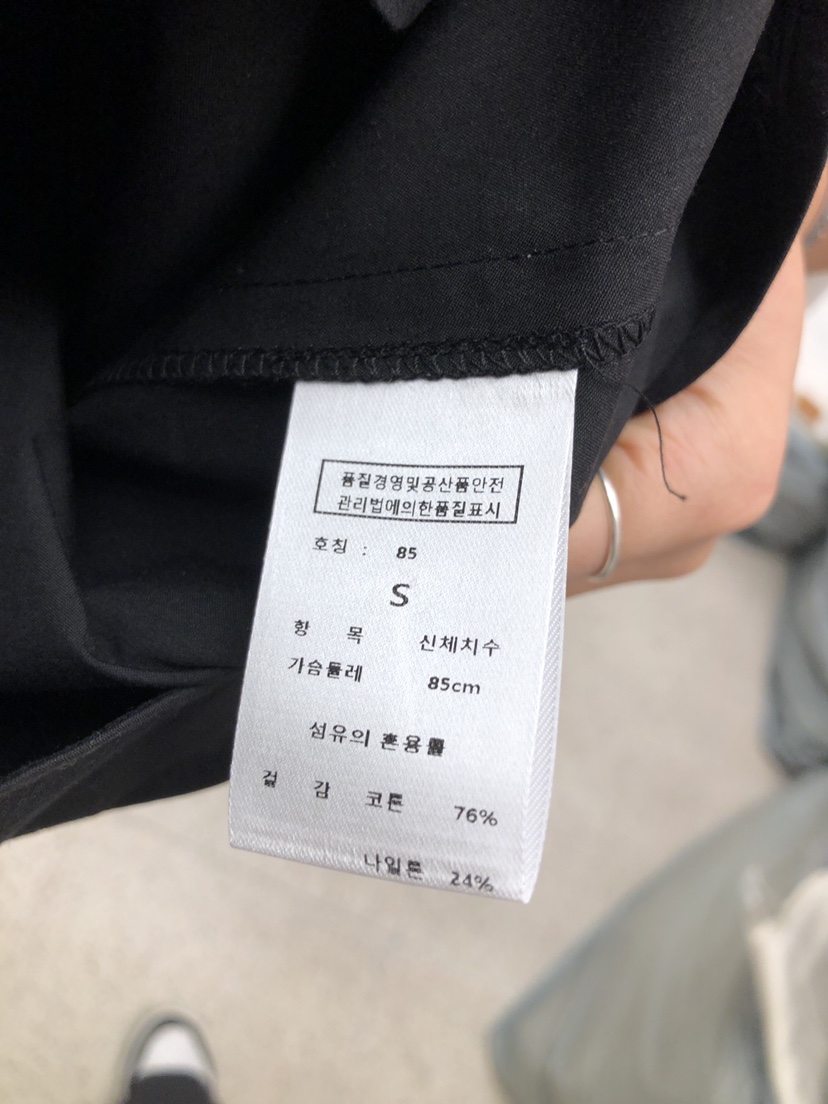 품질경영및공산품안전
관리법에의한품질표시
호칭 : 85
S
항 목 신체치수
가슴둘레 85cm
섬유의 혼용률
겉 감 코튼 76%
나일론 24%